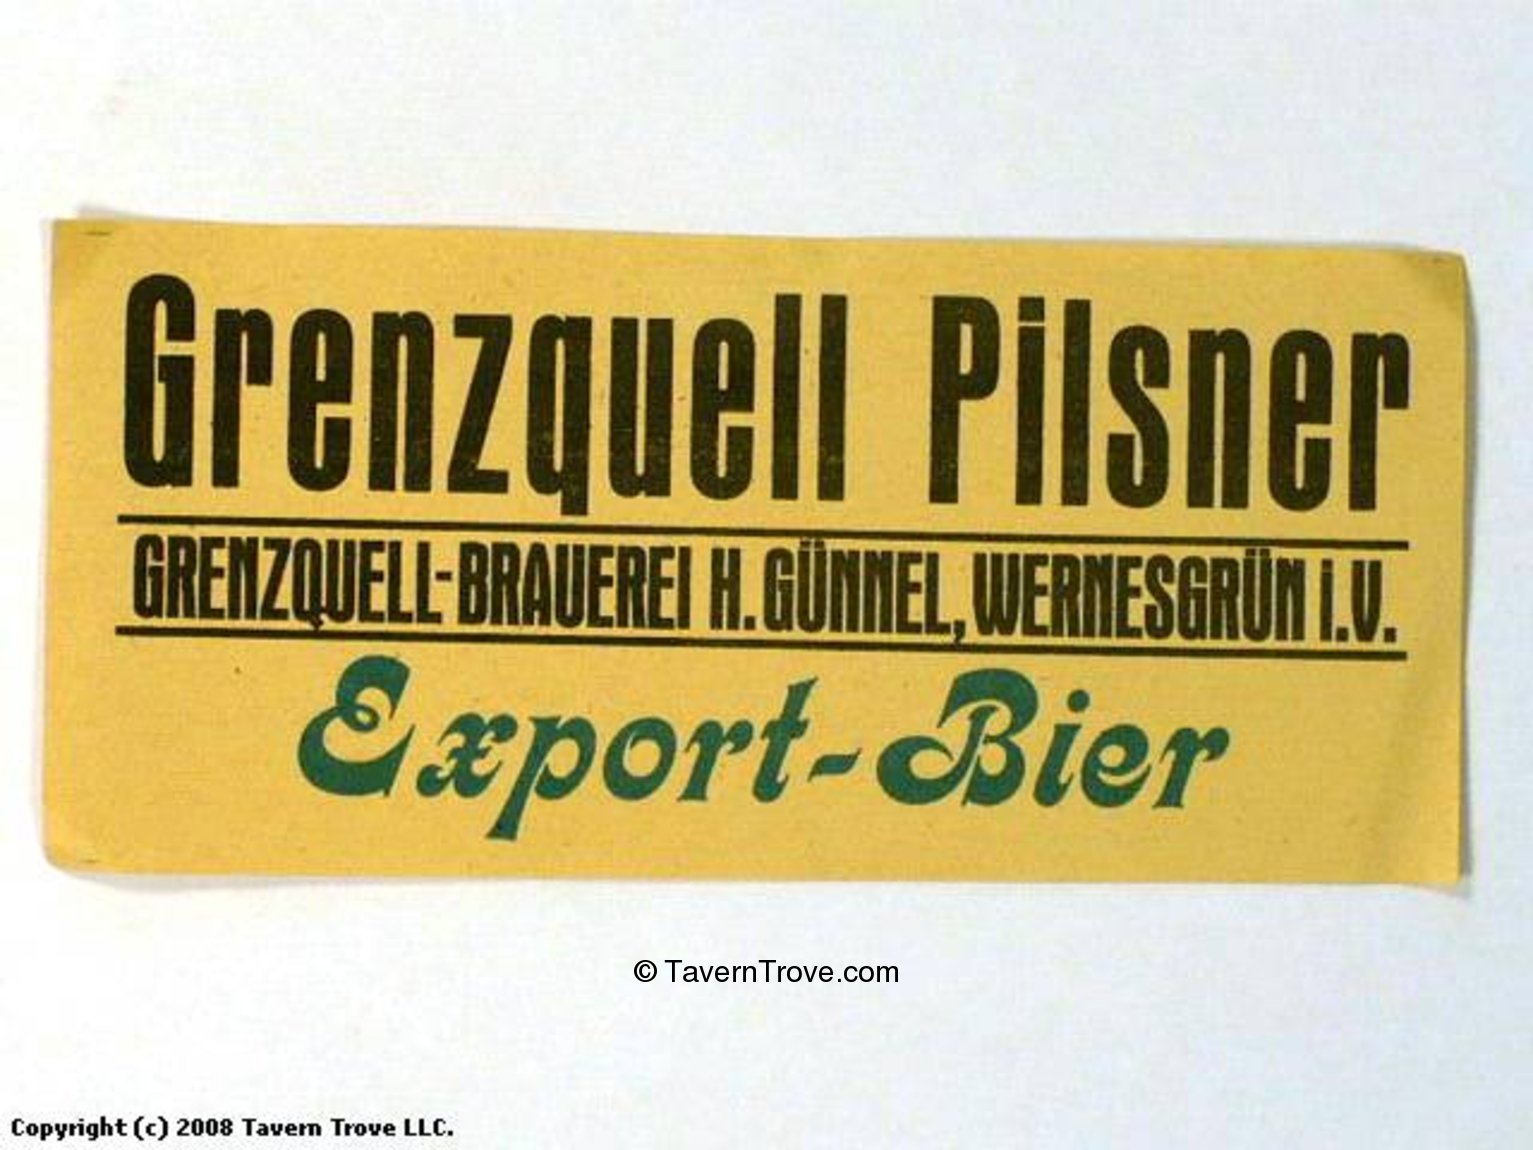 Grenzquell Pilsner
GRENZQUELL-BRAUEREI H. GÜNNEL, WERNESGRÜN i.V.
Export-Bier
© TavernTrove.com
Copyright (c) 2008 Tavern Trove LLC.